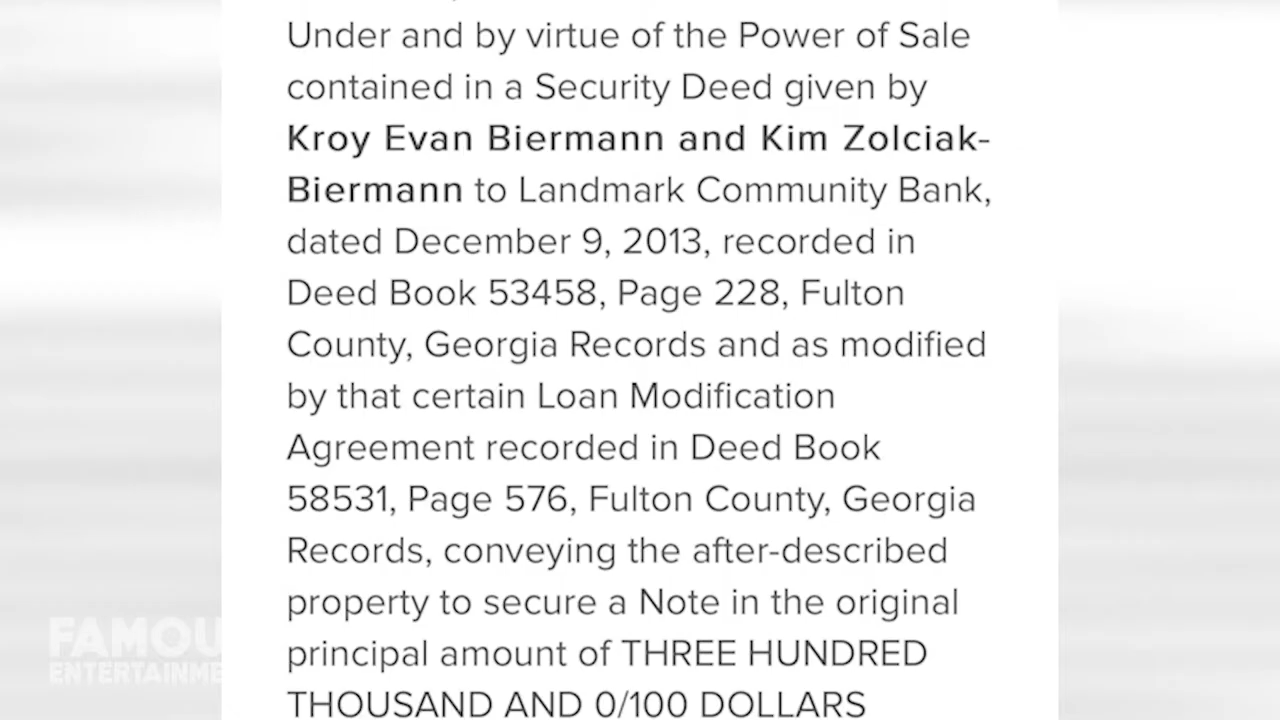 Under and by virtue of the Power of Sale
contained in a Security Deed given by
Kroy Evan Biermann and Kim Zolciak-
Biermann to Landmark Community Bank,
dated December 9, 2013, recorded in
Deed Book 53458, Page 228, Fulton
County, Georgia Records and as modified
by that certain Loan Modification
Agreement recorded in Deed Book
58531, Page 576, Fulton County, Georgia
Records, conveying the after-described
property to secure a Note in the original
principal amount of THREE HUNDRED
THOUSAND AND 0/100 DOLLARS
FAMOU
ENTERTAINME